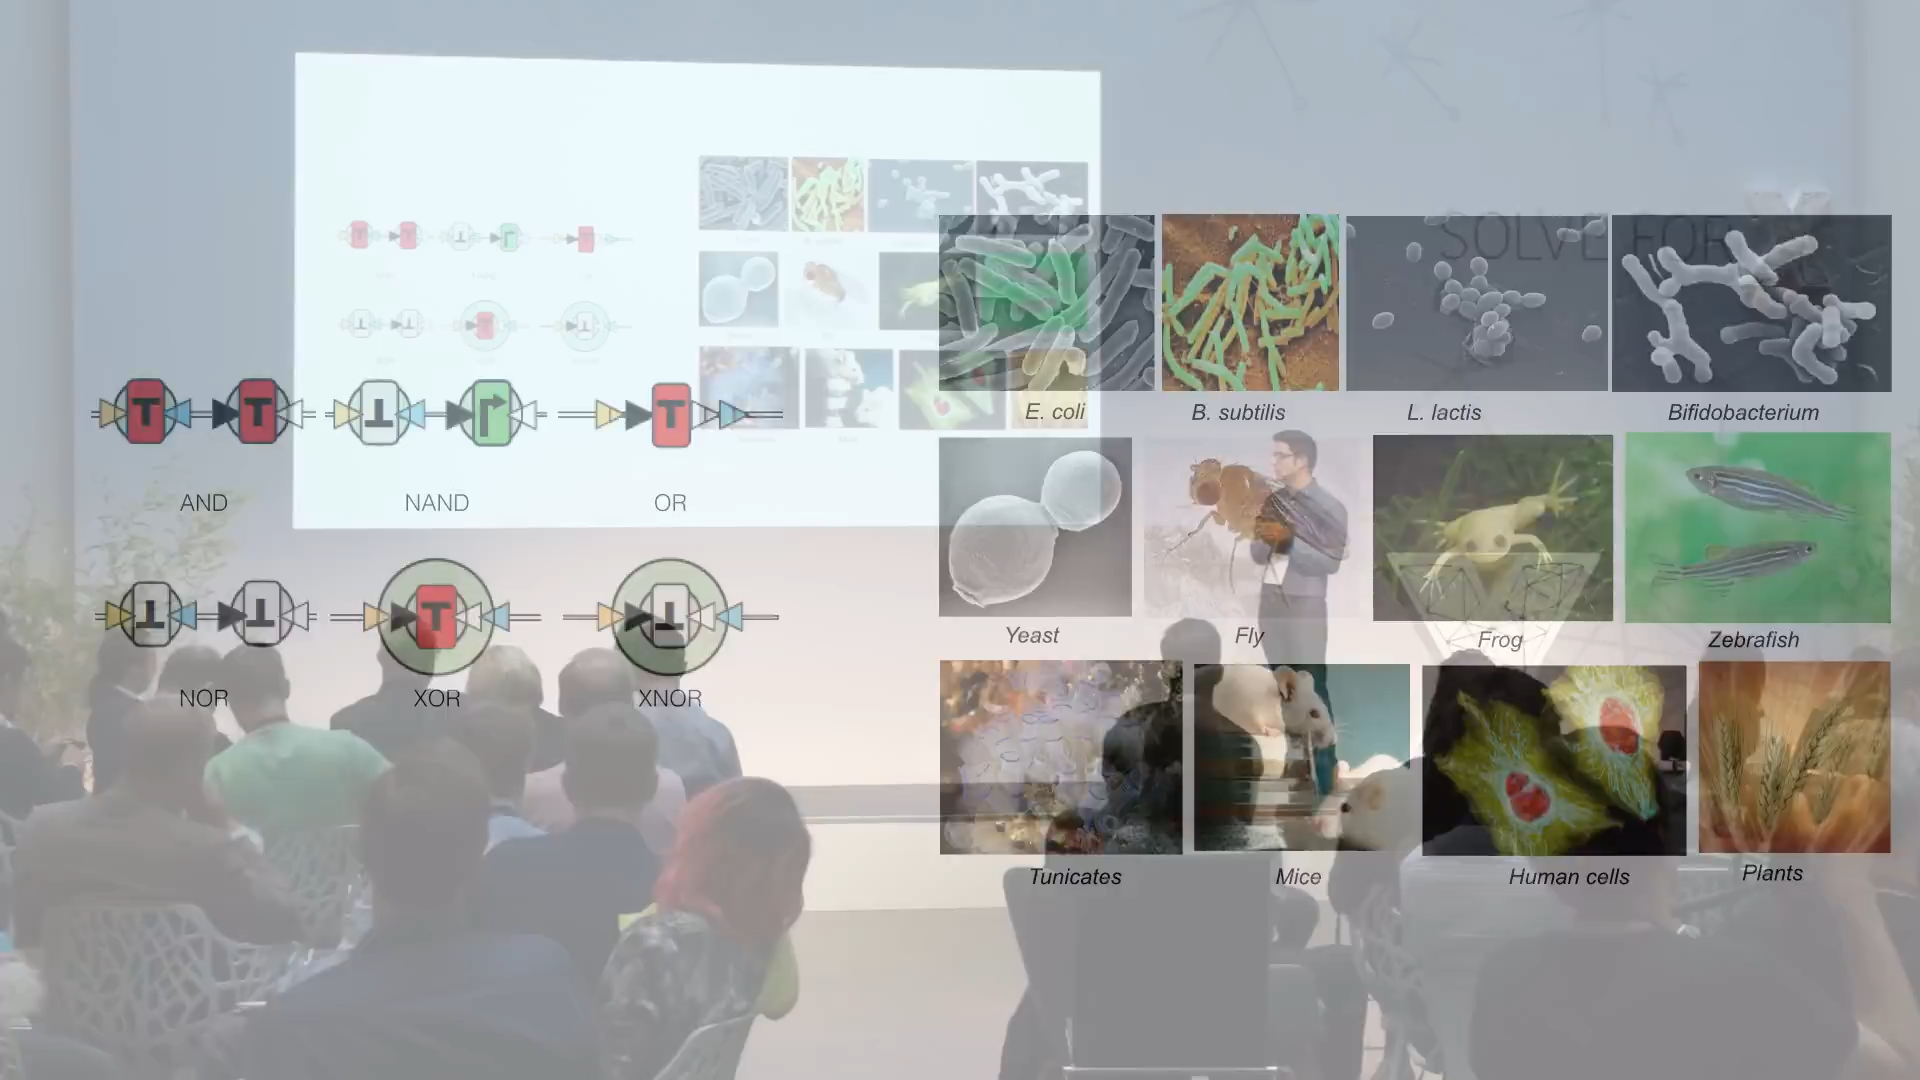 SOLVE FOR
E. coli
B. subtilis
L. lactis
Bifidobacterium
AND
NAND
OR
Yeast
Fly
Frog
Zebrafish
NOR
XOR
XNOR
Tunicates
Mice
Human cells
Plants